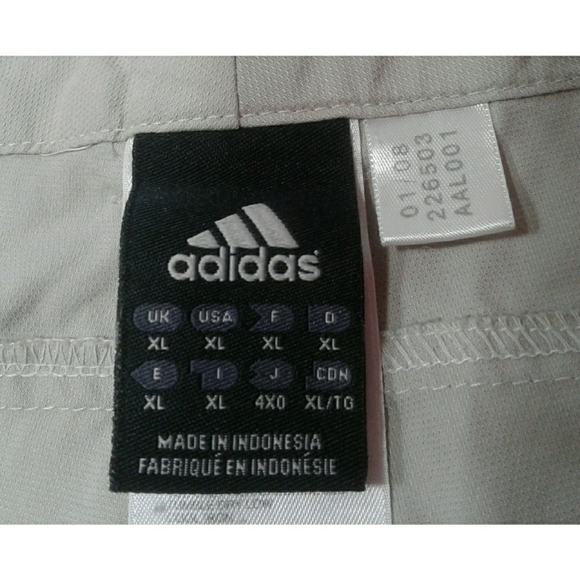 adidas
UK USA F D
XL XL XL XL
E I J CDN
XL XL 4XO XL/TG
MADE IN INDONESIA
FABRIQUÉ EN INDONÉSIE
01/08
226503
AAL001